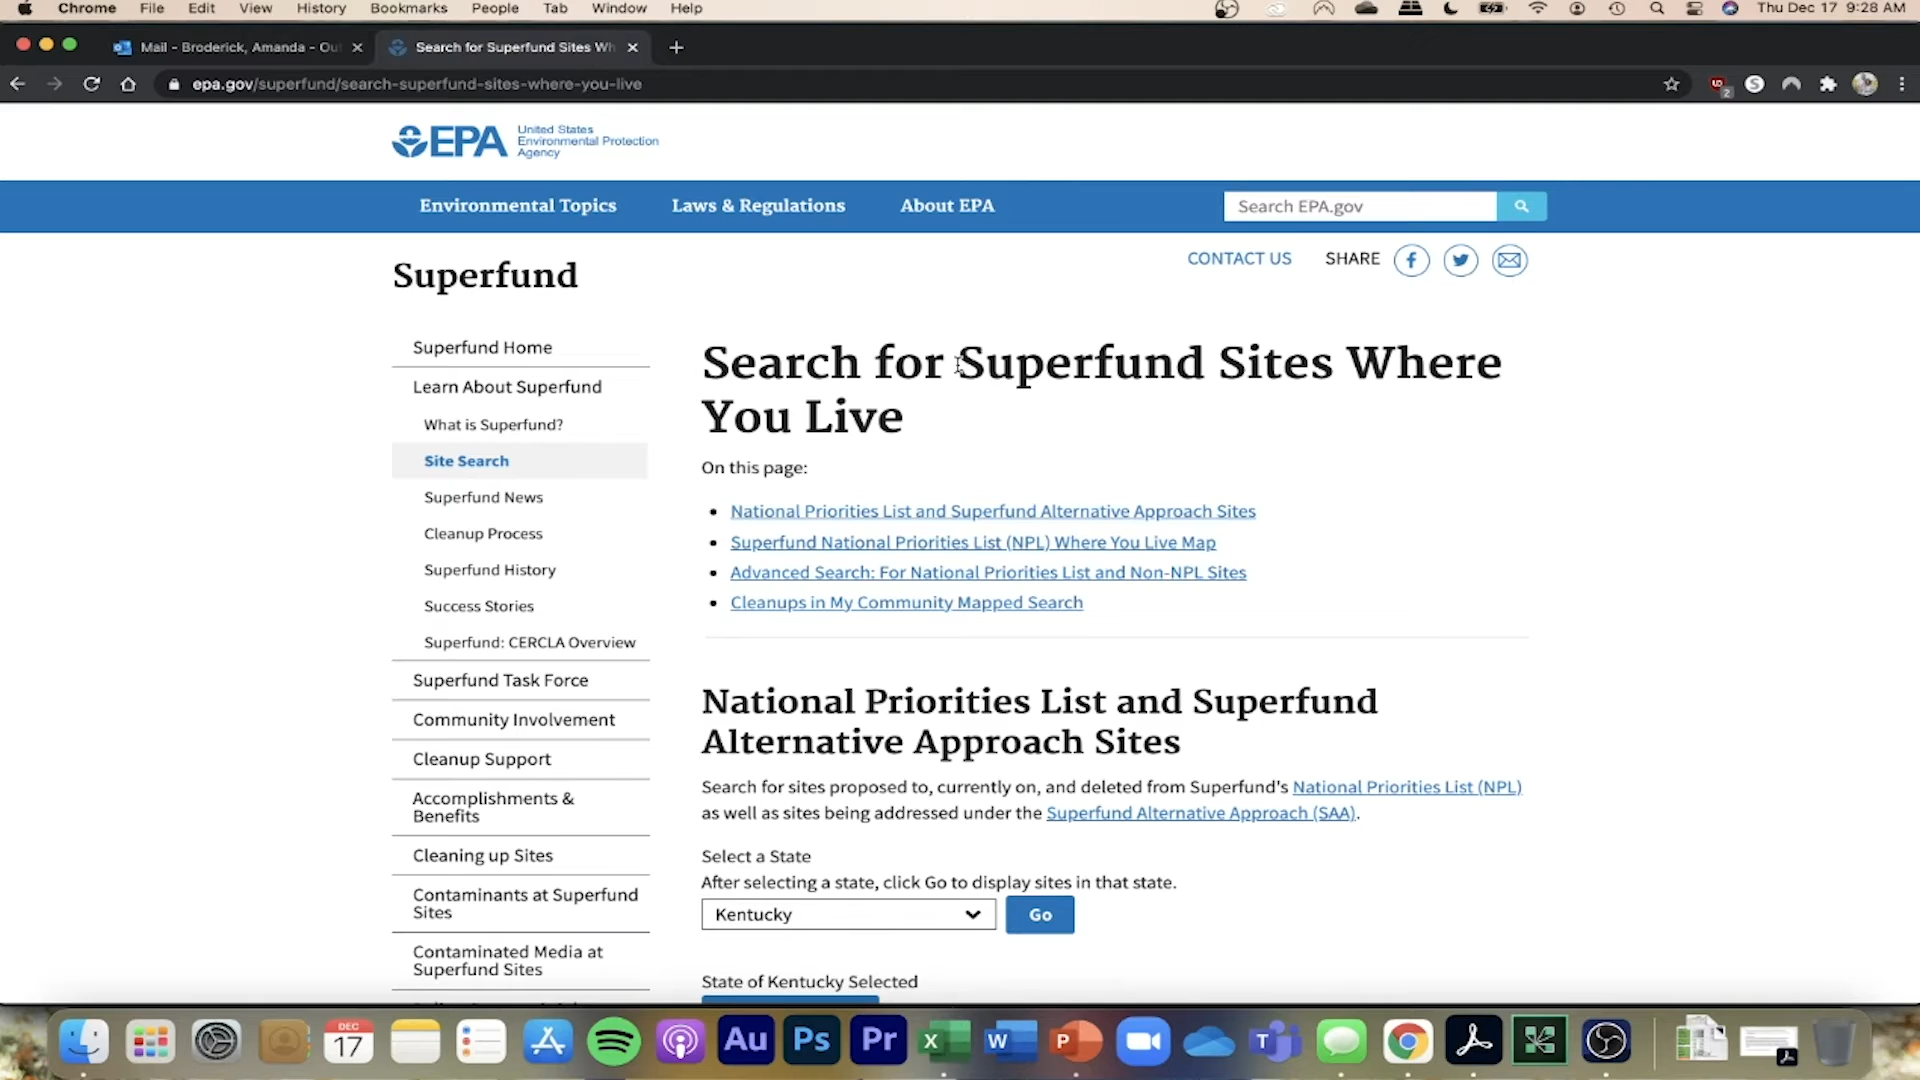 Chrome File Edit View History Bookmarks People Tab Window Help Thu Dec 17 9:28 AM
Mail - Broderick, Amanda - Ou
Search for Superfund Sites Wh
epa.gov/superfund/search-superfund-sites-where-you-live
2
EPA
United States
Environmental Protection
Agency
Environmental Topics Laws & Regulations About EPA Search EPA.gov
CONTACT US SHARE
Superfund
Superfund Home
Learn About Superfund
What is Superfund?
Site Search
Superfund News
Cleanup Process
Superfund History
Success Stories
Superfund: CERCLA Overview
Superfund Task Force
Community Involvement
Cleanup Support
Accomplishments &
Benefits
Cleaning up Sites
Contaminants at Superfund
Sites
Contaminated Media at
Superfund Sites
Search for Superfund Sites Where
You Live
On this page:
National Priorities List and Superfund Alternative Approach Sites
Superfund National Priorities List (NPL) Where You Live Map
Advanced Search: For National Priorities List and Non-NPL Sites
Cleanups in My Community Mapped Search
National Priorities List and Superfund
Alternative Approach Sites
Search for sites proposed to, currently on, and deleted from Superfund's National Priorities List (NPL)
as well as sites being addressed under the Superfund Alternative Approach (SAA).
Select a State
After selecting a state, click Go to display sites in that state.
Kentucky Go
State of Kentucky Selected
DEC
17
Au Ps Pr X W P T